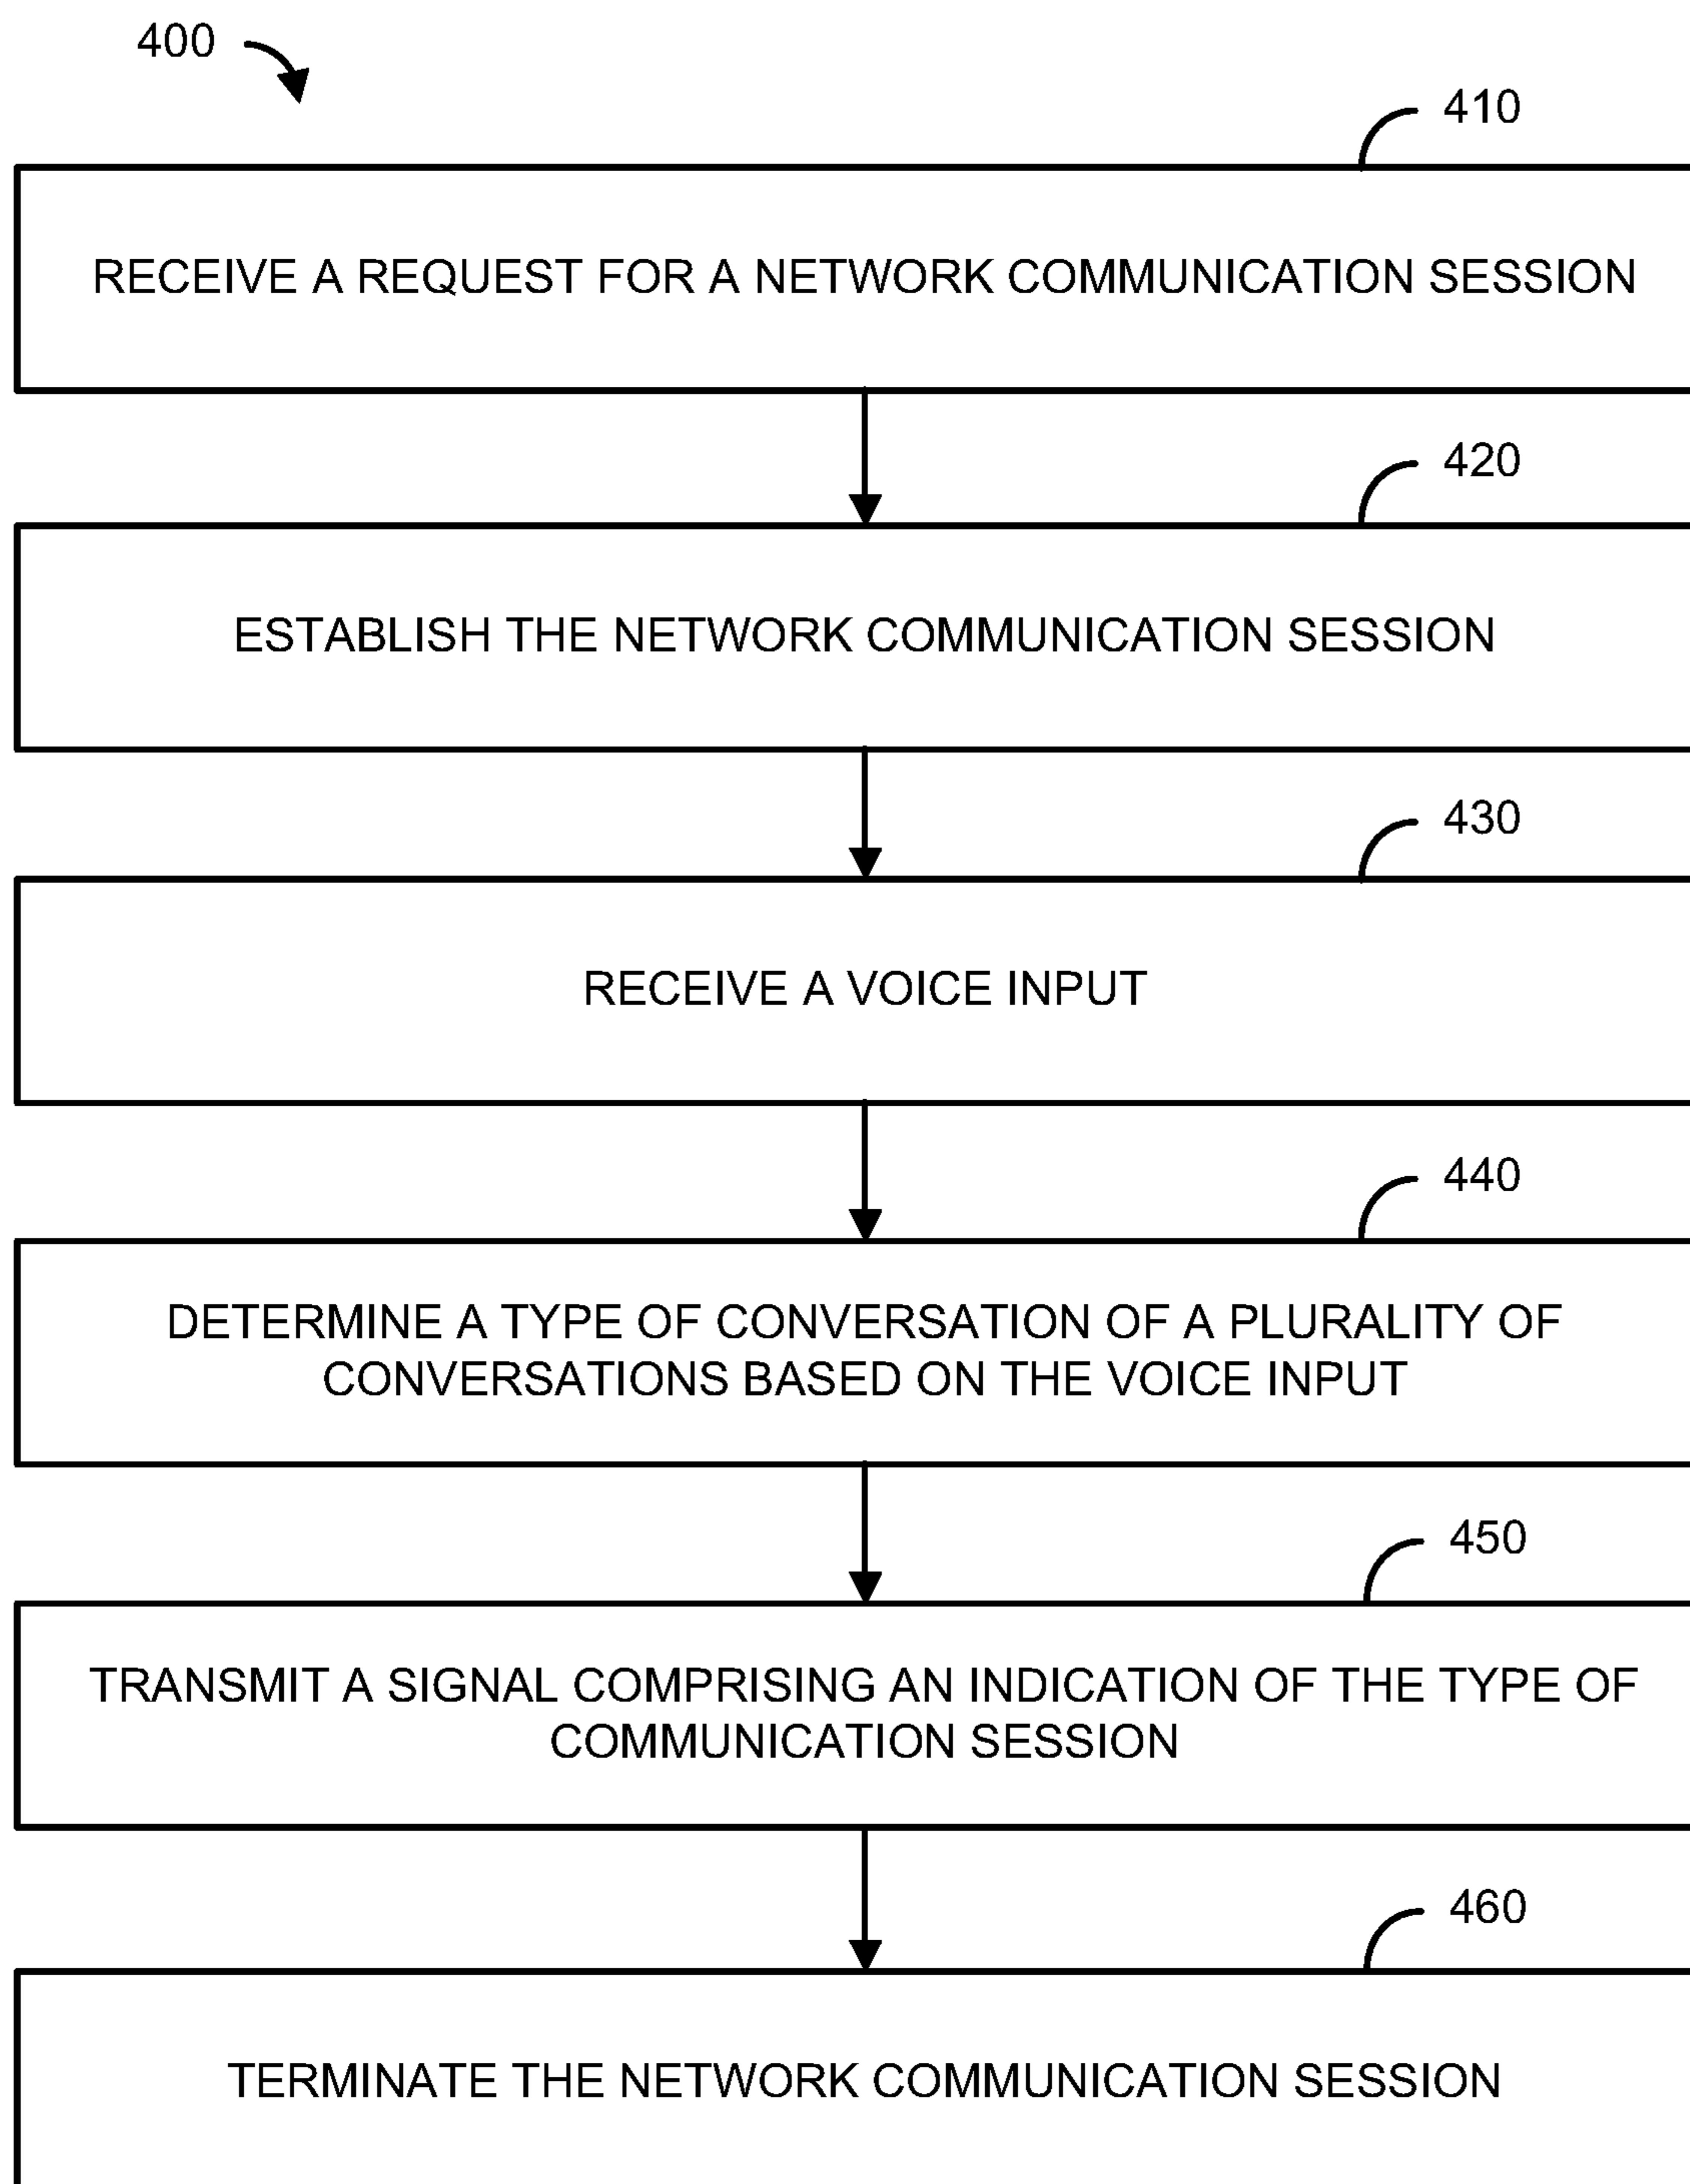 400
410
RECEIVE A REQUEST FOR A NETWORK COMMUNICATION SESSION
420
ESTABLISH THE NETWORK COMMUNICATION SESSION
430
RECEIVE A VOICE INPUT
440
DETERMINE A TYPE OF CONVERSATION OF A PLURALITY OF
CONVERSATIONS BASED ON THE VOICE INPUT
450
TRANSMIT A SIGNAL COMPRISING AN INDICATION OF THE TYPE OF
COMMUNICATION SESSION
460
TERMINATE THE NETWORK COMMUNICATION SESSION